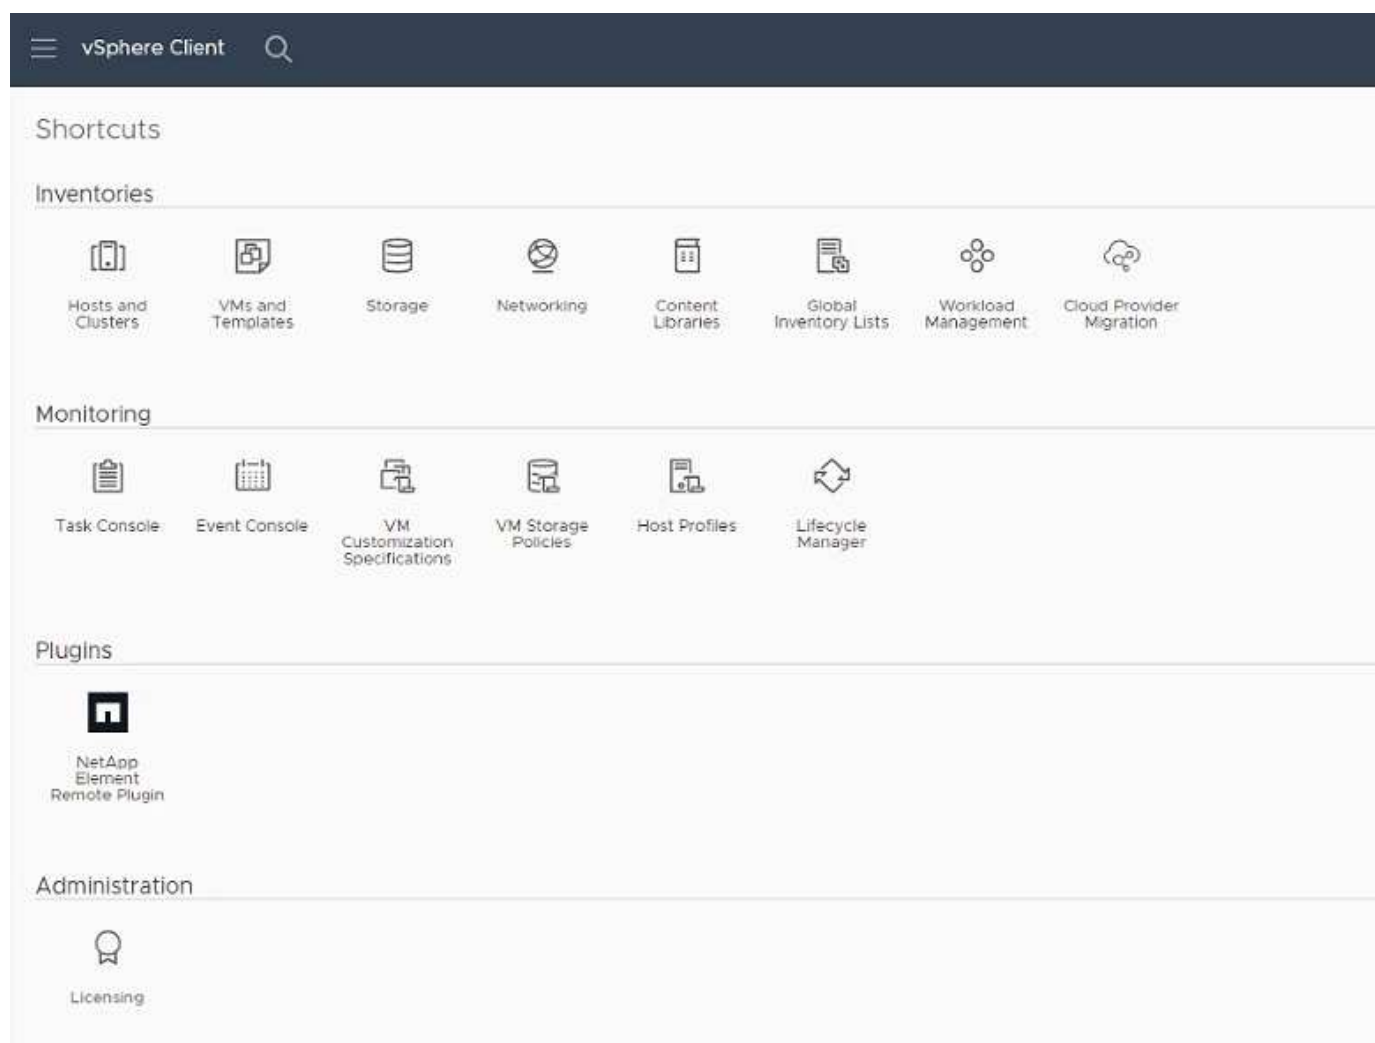 vSphere Client
Shortcuts
Inventories
Hosts and
Clusters
VMs and
Templates
Storage
Networking
Content
Libraries
Global
Inventory Lists
Workload
Management
Cloud Provider
Migration
Monitoring
Task Console
Event Console
VM
Customization
Specifications
VM Storage
Policies
Host Profiles
Lifecycle
Manager
Plugins
NetApp
Element
Remote Plugin
Administration
Licensing